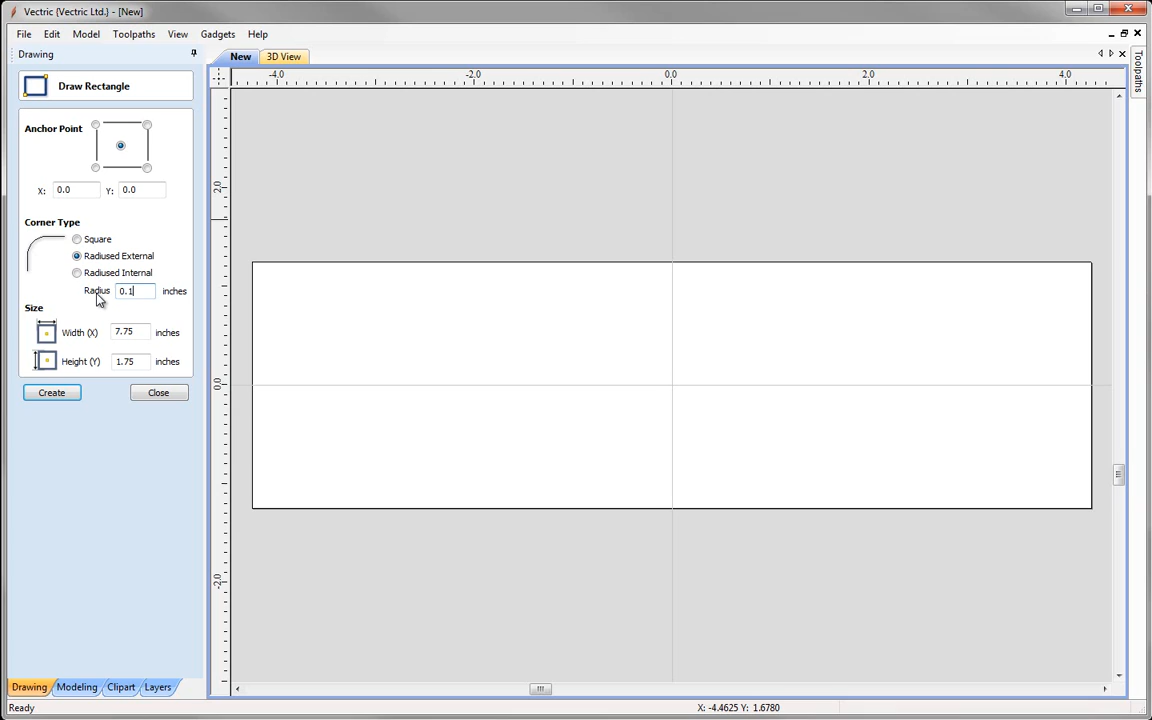 Vectric {Vectric Ltd.} - [New]
File Edit Model Toolpaths View Gadgets Help
Drawing
New 3D View
Toolpaths
Draw Rectangle
-4.0 -2.0 0.0 2.0 4.0
2.0
0.0
-2.0
Anchor Point
X: 0.0 Y: 0.0
Corner Type
Square
Radiused External
Radiused Internal
Radius 0.1 inches
Size
Width (X) 7.75 inches
Height (Y) 1.75 inches
Create Close
Drawing Modeling Clipart Layers
Ready X: -4.4625 Y: 1.6780